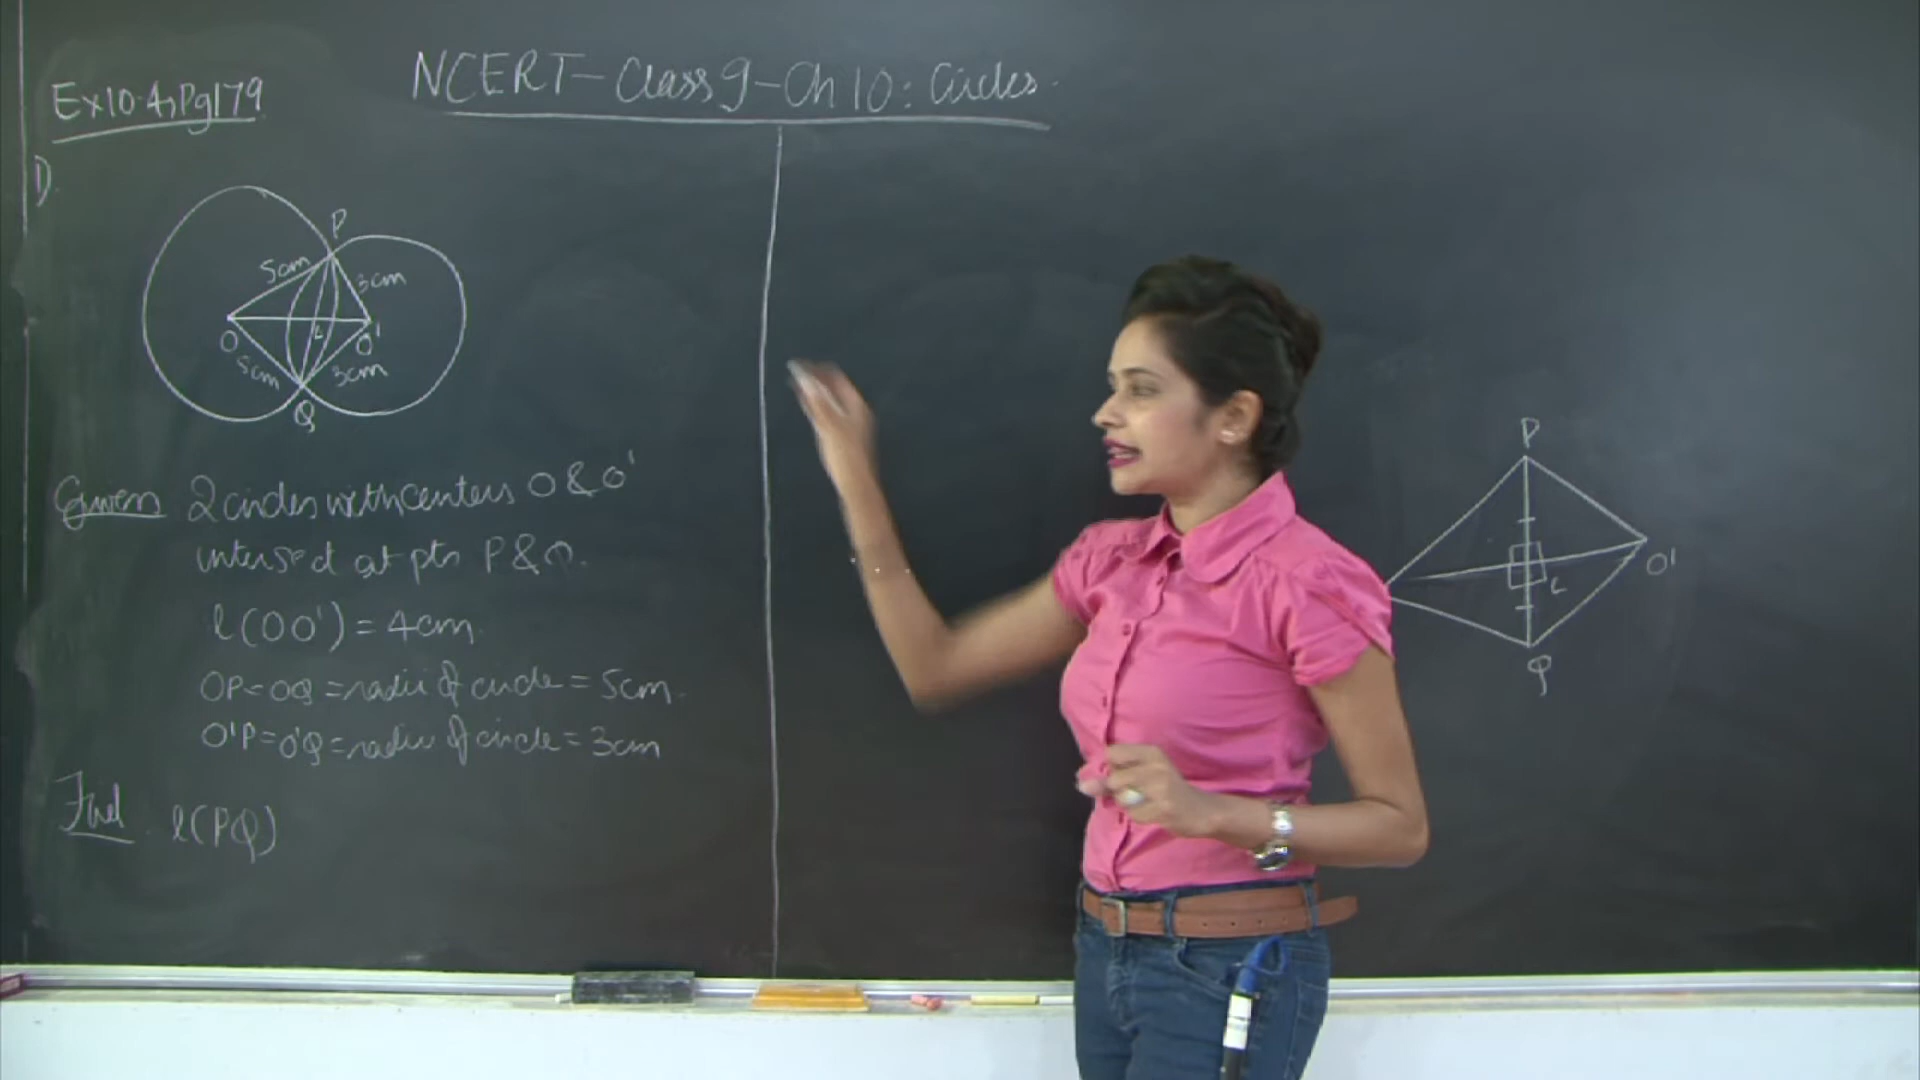 NCERT - Class 9 - Ch 10 : Circles.
Ex 10.4, Pg 179
1)
P
5cm
3cm
O
L
O'
5cm
3cm
Q
Given 2 circles with centers O & O'
intersect at pts P & Q.
l(OO') = 4cm.
OP = OQ = radii of circle = 5cm.
O'P = O'Q = radii of circle = 3cm
Find l(PQ)
P
O'
L
Q